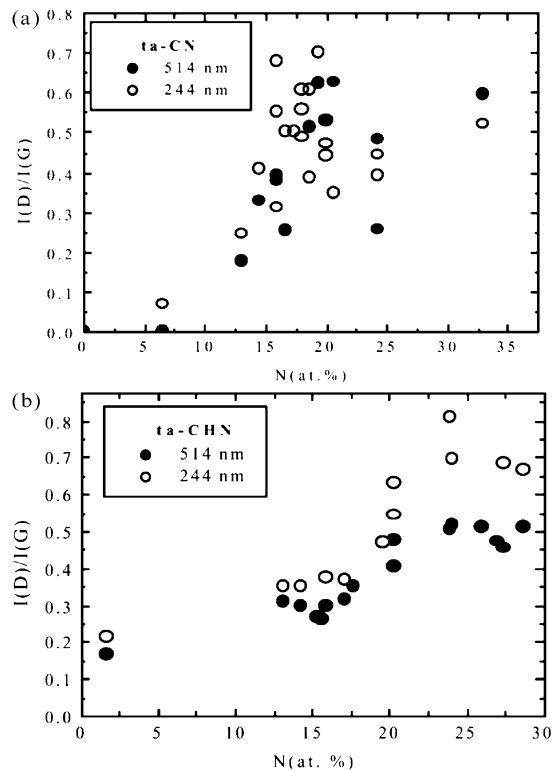 (a)
0.8
0.7
0.6
0.5
0.4
0.3
0.2
0.1
0.0
I(D)/I(G)
ta-CN
514 nm
244 nm
0 5 10 15 20 25 30 35
N(at.%)
(b)
0.8
0.7
0.6
0.5
0.4
0.3
0.2
0.1
0.0
I(D)/I(G)
ta-CHN
514 nm
244 nm
0 5 10 15 20 25 30
N(at. %)